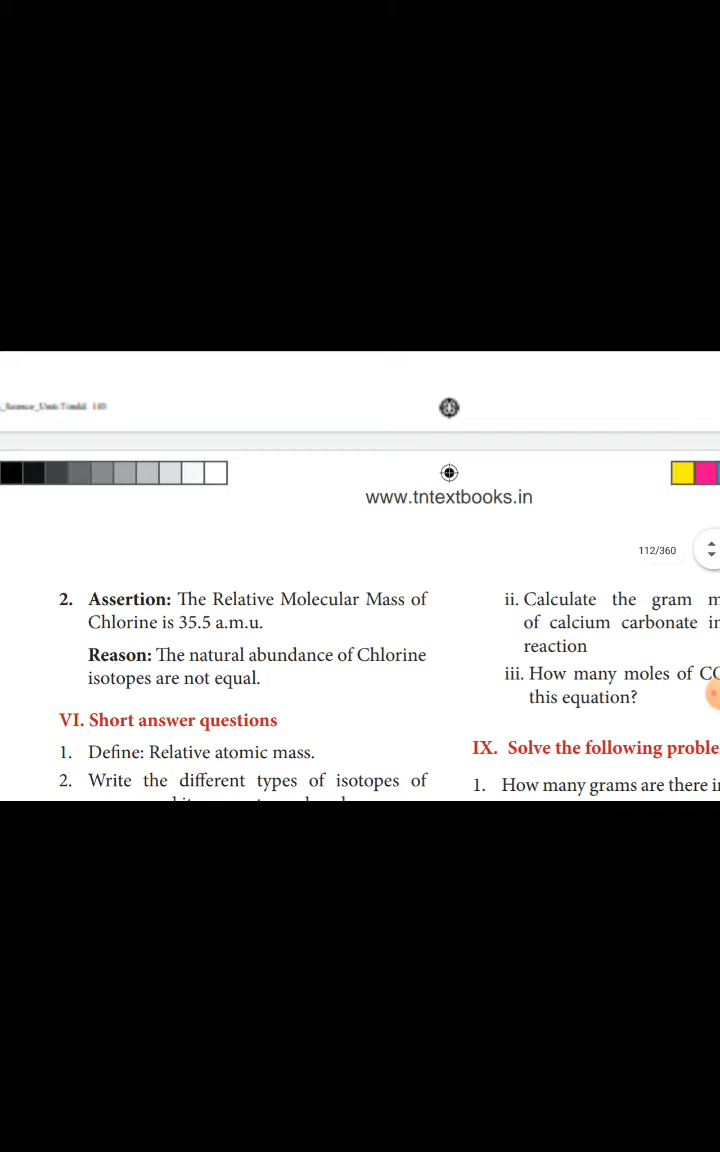 www.tntextbooks.in
112/360
2. Assertion: The Relative Molecular Mass of
Chlorine is 35.5 a.m.u.
Reason: The natural abundance of Chlorine
isotopes are not equal.
VI. Short answer questions
1. Define: Relative atomic mass.
2. Write the different types of isotopes of
ii. Calculate the gram
of calcium carbonate
reaction
iii. How many moles of
this equation?
IX. Solve the following
1. How many grams are there